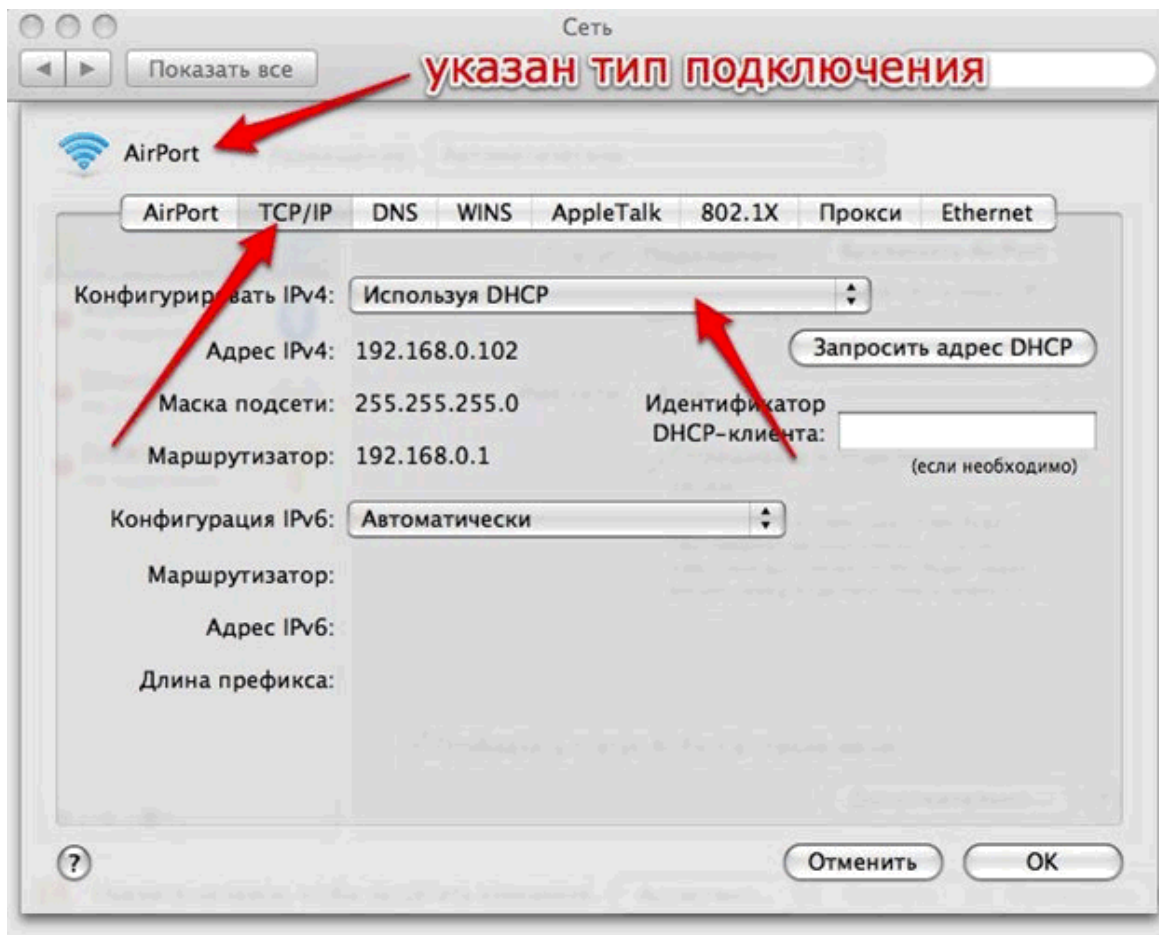 Сеть
Показать все
указан тип подключения
AirPort
AirPort TCP/IP DNS WINS AppleTalk 802.1X Прокси Ethernet
Конфигурировать IPv4: Используя DHCP
Адрес IPv4: 192.168.0.102 Запросить адрес DHCP
Маска подсети: 255.255.255.0
Идентификатор
DHCP-клиента:
(если необходимо)
Маршрутизатор: 192.168.0.1
Конфигурация IPv6: Автоматически
Маршрутизатор:
Адрес IPv6:
Длина префикса:
?
Отменить OK